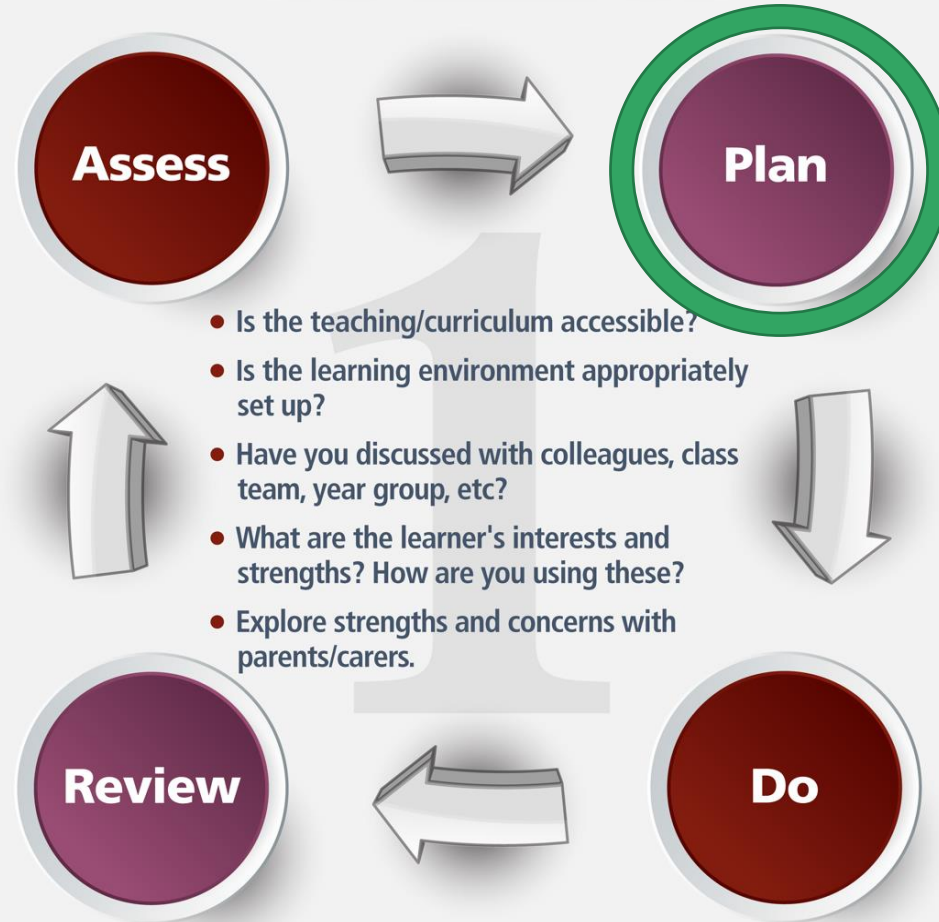 Assess
Plan
1
• Is the teaching/curriculum accessible?
• Is the learning environment appropriately
set up?
• Have you discussed with colleagues, class
team, year group, etc?
• What are the learner's interests and
strengths? How are you using these?
• Explore strengths and concerns with
parents/carers.
Review
Do